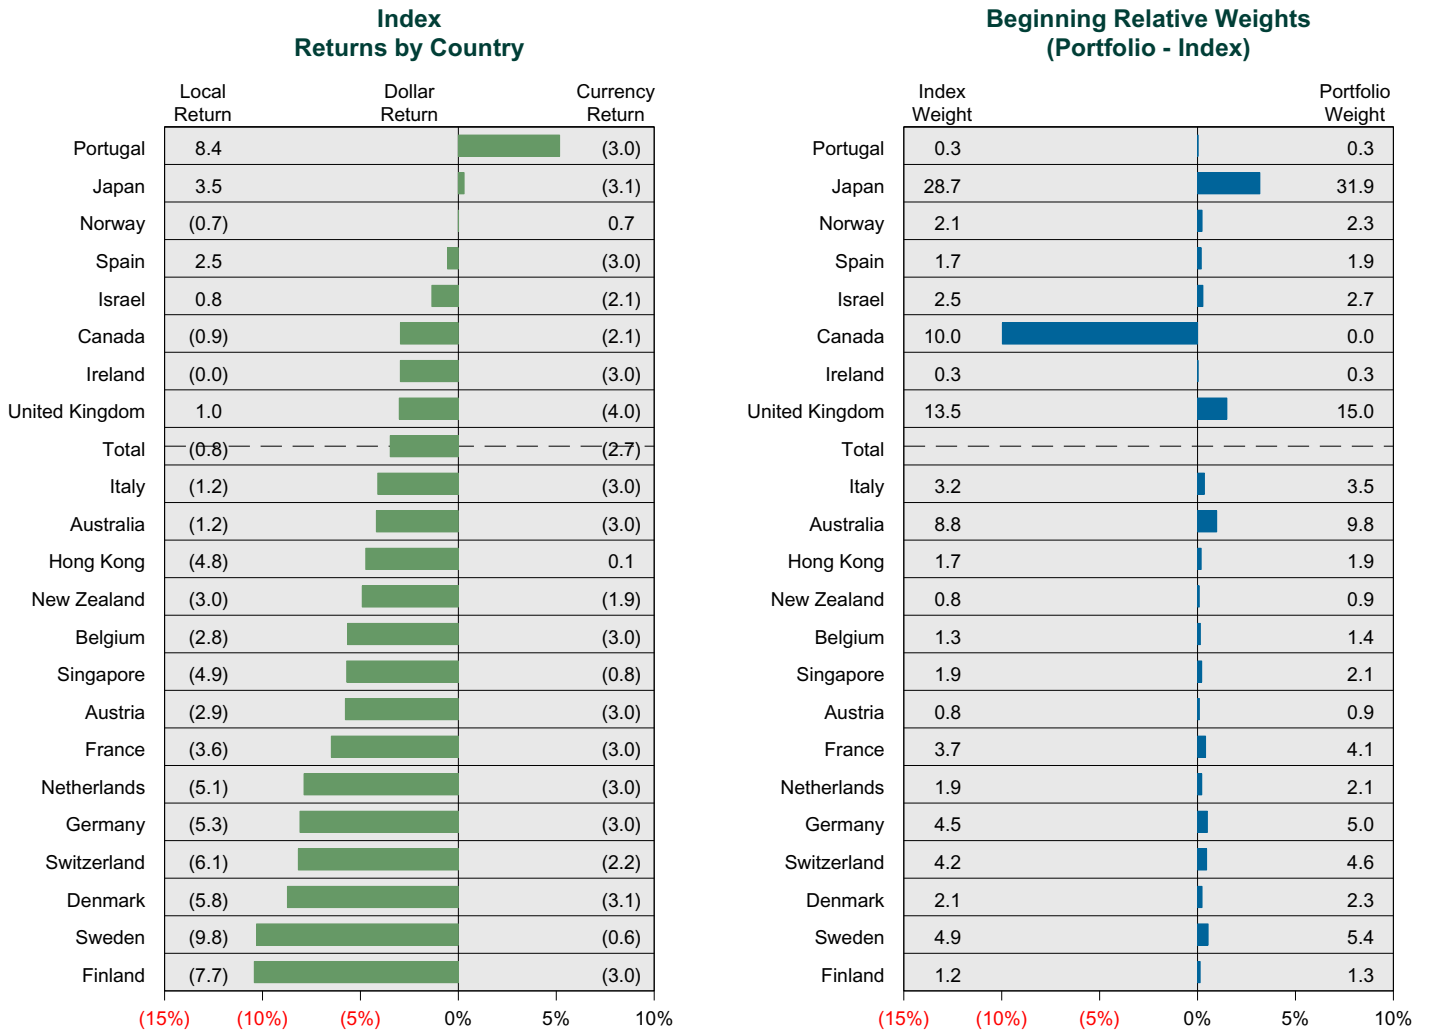 Index
Returns by Country
Local Return Dollar Return Currency Return
Portugal 8.4 (3.0)
Japan 3.5 (3.1)
Norway (0.7) 0.7
Spain 2.5 (3.0)
Israel 0.8 (2.1)
Canada (0.9) (2.1)
Ireland (0.0) (3.0)
United Kingdom 1.0 (4.0)
Total (0.8) (2.7)
Italy (1.2) (3.0)
Australia (1.2) (3.0)
Hong Kong (4.8) 0.1
New Zealand (3.0) (1.9)
Belgium (2.8) (3.0)
Singapore (4.9) (0.8)
Austria (2.9) (3.0)
France (3.6) (3.0)
Netherlands (5.1) (3.0)
Germany (5.3) (3.0)
Switzerland (6.1) (2.2)
Denmark (5.8) (3.1)
Sweden (9.8) (0.6)
Finland (7.7) (3.0)
(15%) (10%) (5%) 0% 5% 10%
Beginning Relative Weights
(Portfolio - Index)
Index Weight Portfolio Weight
Portugal 0.3 0.3
Japan 28.7 31.9
Norway 2.1 2.3
Spain 1.7 1.9
Israel 2.5 2.7
Canada 10.0 0.0
Ireland 0.3 0.3
United Kingdom 13.5 15.0
Total
Italy 3.2 3.5
Australia 8.8 9.8
Hong Kong 1.7 1.9
New Zealand 0.8 0.9
Belgium 1.3 1.4
Singapore 1.9 2.1
Austria 0.8 0.9
France 3.7 4.1
Netherlands 1.9 2.1
Germany 4.5 5.0
Switzerland 4.2 4.6
Denmark 2.1 2.3
Sweden 4.9 5.4
Finland 1.2 1.3
(15%) (10%) (5%) 0% 5% 10%